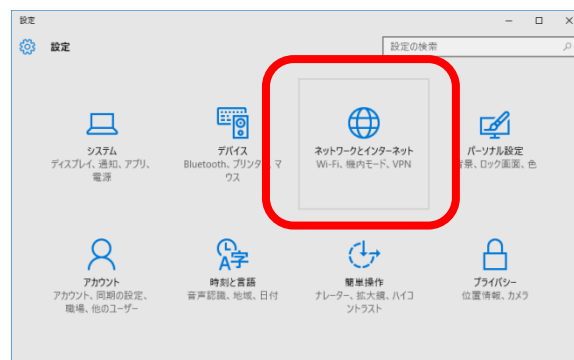 設定
設定
設定の検索
システム
ディスプレイ、通知、アプリ、
電源
デバイス
Bluetooth、プリンタ、マ
ウス
ネットワークとインターネット
Wi-Fi、機内モード、VPN
パーソナル設定
景、ロック画面、色
アカウント
アカウント、同期の設定、
職場、他のユーザー
時刻と言語
音声認識、地域、日付
簡単操作
ナレーター、拡大鏡、ハイコ
ントラスト
プライバシー
位置情報、カメラ